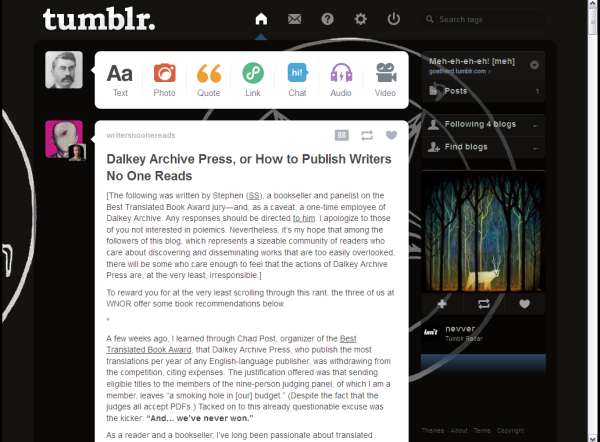 tumblr.
Search tags
Aa
hi!
Text
Photo
Quote
Link
Chat
Audio
Video
Meh-eh-eh-eh! [meh]
goatherd.tumblr.com
Posts
1
Following 4 blogs
Find blogs
writersnoonereads
Dalkey Archive Press, or How to Publish Writers
No One Reads
[The following was written by Stephen (SS), a bookseller and panelist on the
Best Translated Book Award jury—and, as a caveat, a one-time employee of
Dalkey Archive. Any responses should be directed to him. I apologize to those
of you not interested in polemics. Nevertheless, it's my hope that among the
followers of this blog, which represents a sizeable community of readers who
care about discovering and disseminating works that are too easily overlooked,
there will be some who care enough to feel that the actions of Dalkey Archive
Press are, at the very least, irresponsible.]
To reward you for at the very least scrolling through this rant, the three of us at
WNOR offer some book recommendations below.
*
A few weeks ago, I learned through Chad Post, organizer of the Best
Translated Book Award, that Dalkey Archive Press, who publish the most
translations per year of any English-language publisher, was withdrawing from
the competition, citing expenses. The justification offered was that sending
eligible titles to the members of the nine-person judging panel, of which I am a
member, leaves “a smoking hole in [our] budget.” (Despite the fact that the
judges all accept PDFs.) Tacked on to this already questionable excuse was
the kicker: “And… we’ve never won.”
As a reader and a bookseller, I've long been passionate about translated
nevver
Tumblr Radar
Themes About Terms Copyright